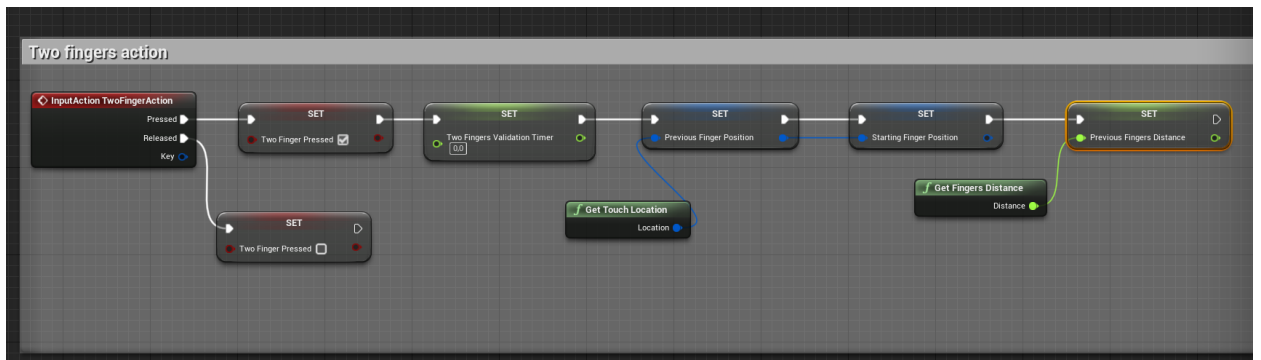 Two fingers action
InputAction TwoFingerAction
Pressed
Released
Key
SET
Two Finger Pressed
SET
Two Fingers Validation Timer
0,0
SET
Previous Finger Position
SET
Starting Finger Position
SET
Previous Fingers Distance
f Get Fingers Distance
Distance
f Get Touch Location
Location
SET
Two Finger Pressed